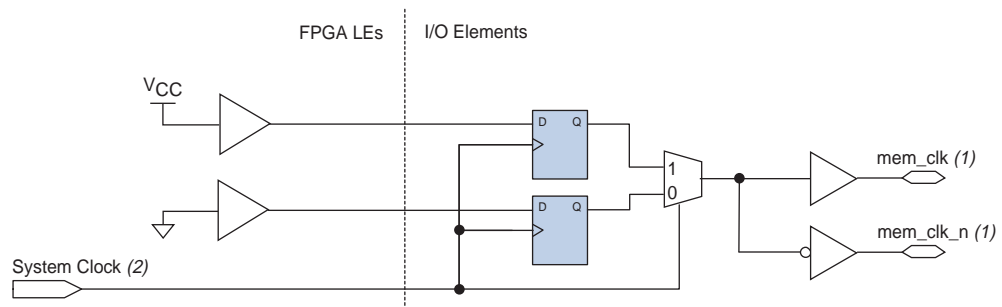 FPGA LEs
I/O Elements
VCC
D Q
mem_clk (1)
1
0
D Q
mem_clk_n (1)
System Clock (2)